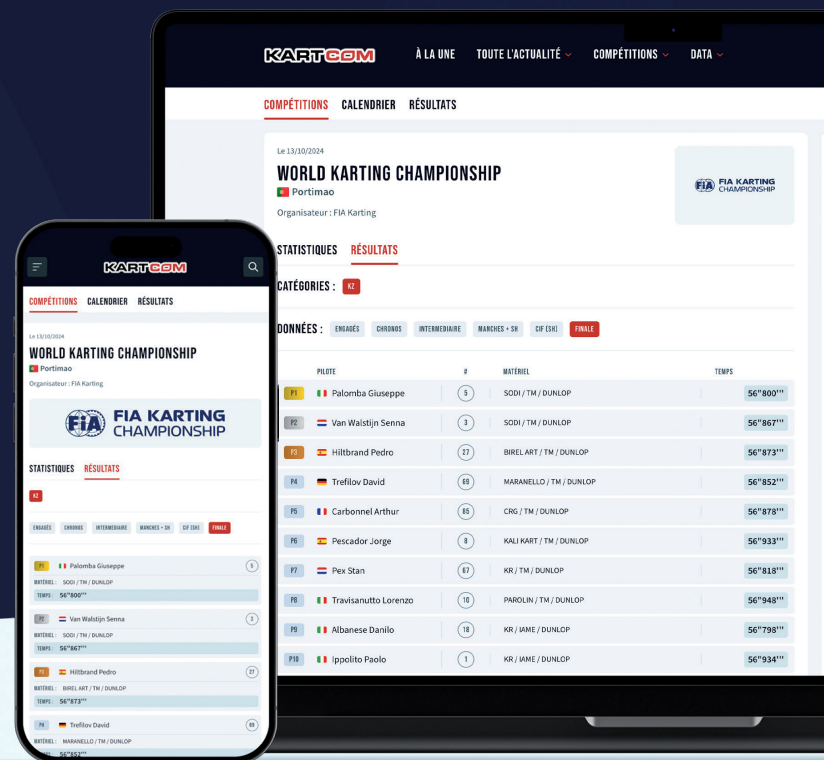 KARTCOM À LA UNE TOUTE L'ACTUALITÉ COMPÉTITIONS DATA
COMPÉTITIONS CALENDRIER RÉSULTATS
Le 13/10/2024
WORLD KARTING CHAMPIONSHIP
Portimao
Organisateur : FIA Karting
FIA FIA KARTING
CHAMPIONSHIP
STATISTIQUES RÉSULTATS
CATÉGORIES : KZ
DONNÉES : ENGAGÉS CHRONOS INTERMEDIAIRE MANCHES + SH CIF (SH) FINALE
PILOTE # MATÉRIEL TEMPS
P1 Palomba Giuseppe 5 SODI / TM / DUNLOP 56"800'''
P2 Van Walstijn Senna 3 SODI / TM / DUNLOP 56"867'''
P3 Hiltbrand Pedro 27 BIREL ART / TM / DUNLOP 56"873'''
P4 Trefilov David 69 MARANELLO / TM / DUNLOP 56"852'''
P5 Carbonnel Arthur 85 CRG / TM / DUNLOP 56"878'''
P6 Pescador Jorge 8 KALI KART / TM / DUNLOP 56"933'''
P7 Pex Stan 67 KR / TM / DUNLOP 56"818'''
P8 Travisanutto Lorenzo 10 PAROLIN / TM / DUNLOP 56"948'''
P9 Albanese Danilo 18 KR / IAME / DUNLOP 56"798'''
P10 Ippolito Paolo 1 KR / IAME / DUNLOP 56"934'''
KARTCOM
COMPÉTITIONS CALENDRIER RÉSULTATS
Le 13/10/2024
WORLD KARTING CHAMPIONSHIP
Portimao
Organisateur : FIA Karting
FIA FIA KARTING
CHAMPIONSHIP
STATISTIQUES RÉSULTATS
KZ
ENGAGÉS CHRONOS INTERMEDIAIRE MANCHES + SH CIF (SH) FINALE
P1 Palomba Giuseppe 5
MATÉRIEL : SODI / TM / DUNLOP
TEMPS : 56"800'''
P2 Van Walstijn Senna 3
MATÉRIEL : SODI / TM / DUNLOP
TEMPS : 56"867'''
P3 Hiltbrand Pedro 27
MATÉRIEL : BIREL ART / TM / DUNLOP
TEMPS : 56"873'''
P4 Trefilov David 69
MATÉRIEL : MARANELLO / TM / DUNLOP
56"852'''